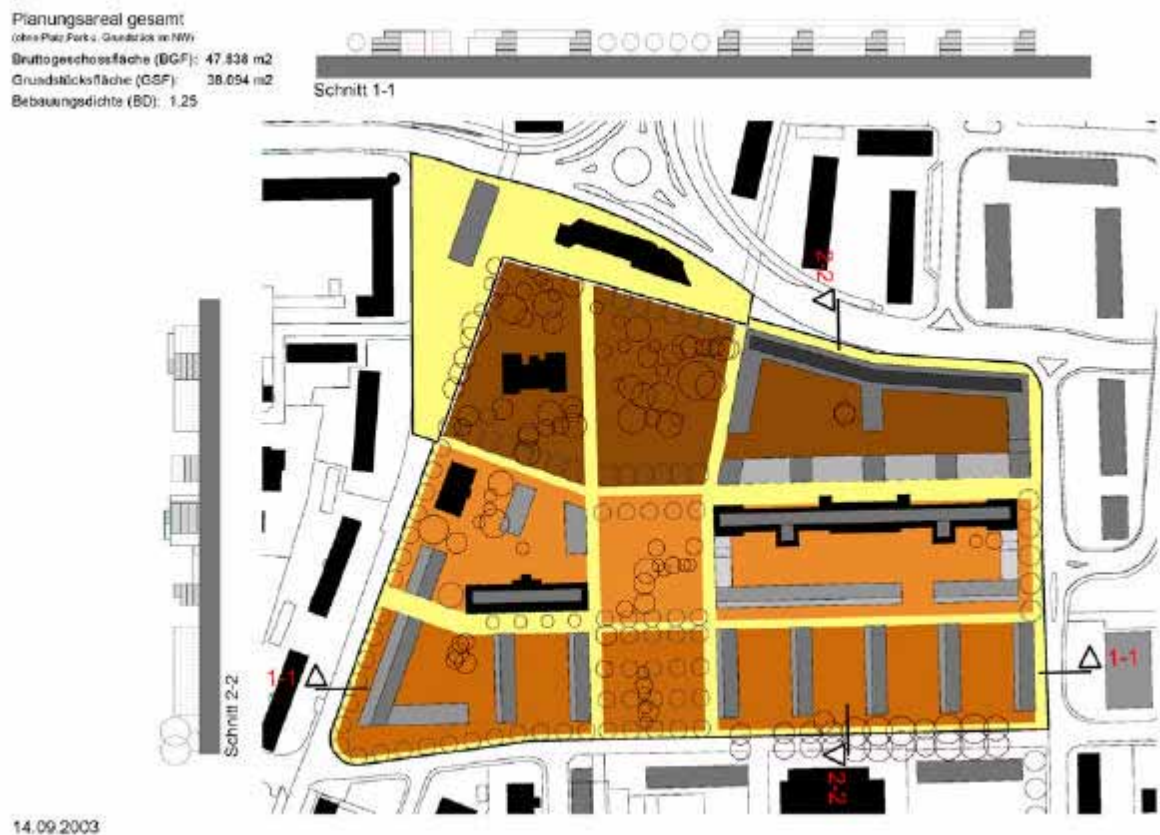 Planungsareal gesamt
(ohne Platz,Park u. Grundstück im NW)
Bruttogeschossfläche (BGF): 47.838 m2
Grundstücksfläche (GSF): 38.094 m2
Bebauungsdichte (BD): 1,25
Schnitt 1-1
2-2
1-1
1-1
Schnitt 2-2
2-2
14.09.2003